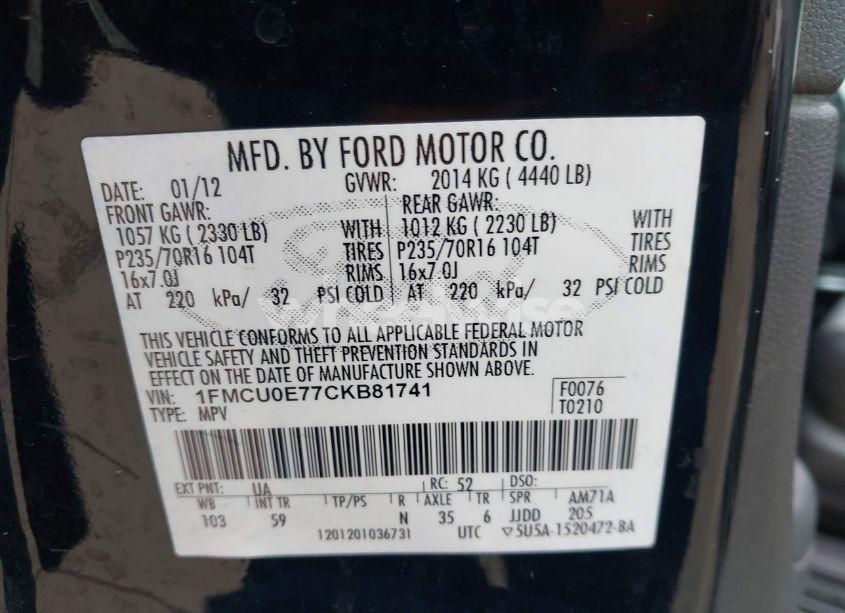 MFD. BY FORD MOTOR CO.
DATE: 01/12 GVWR: 2014 KG ( 4440 LB)
FRONT GAWR: REAR GAWR:
1057 KG ( 2330 LB) WITH 1012 KG ( 2230 LB) WITH
P235/70R16 104T TIRES P235/70R16 104T TIRES
16x7.0J RIMS 16x7.0J RIMS
AT 220 kPa/ 32 PSI COLD AT 220 kPa/ 32 PSI COLD
THIS VEHICLE CONFORMS TO ALL APPLICABLE FEDERAL MOTOR
VEHICLE SAFETY AND THEFT PREVENTION STANDARDS IN
EFFECT ON THE DATE OF MANUFACTURE SHOWN ABOVE.
VIN: 1FMCU0E77CKB81741 F0076
TYPE: MPV T0210
EXT PNT: UA RC: 52 DSO:
WB INT TR TP/PS R AXLE TR SPR AM71A
103 59 N 35 6 JJDD 205
1201201036731 UTC ▽5U5A-1520472-BA